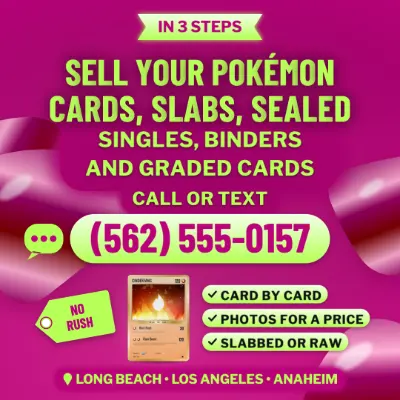 IN 3 STEPS
SELL YOUR POKÉMON
CARDS, SLABS, SEALED
SINGLES, BINDERS
AND GRADED CARDS
CALL OR TEXT
(562) 555-0157
NO
RUSH
✓ CARD BY CARD
✓ PHOTOS FOR A PRICE
✓ SLABBED OR RAW
LONG BEACH • LOS ANGELES • ANAHEIM